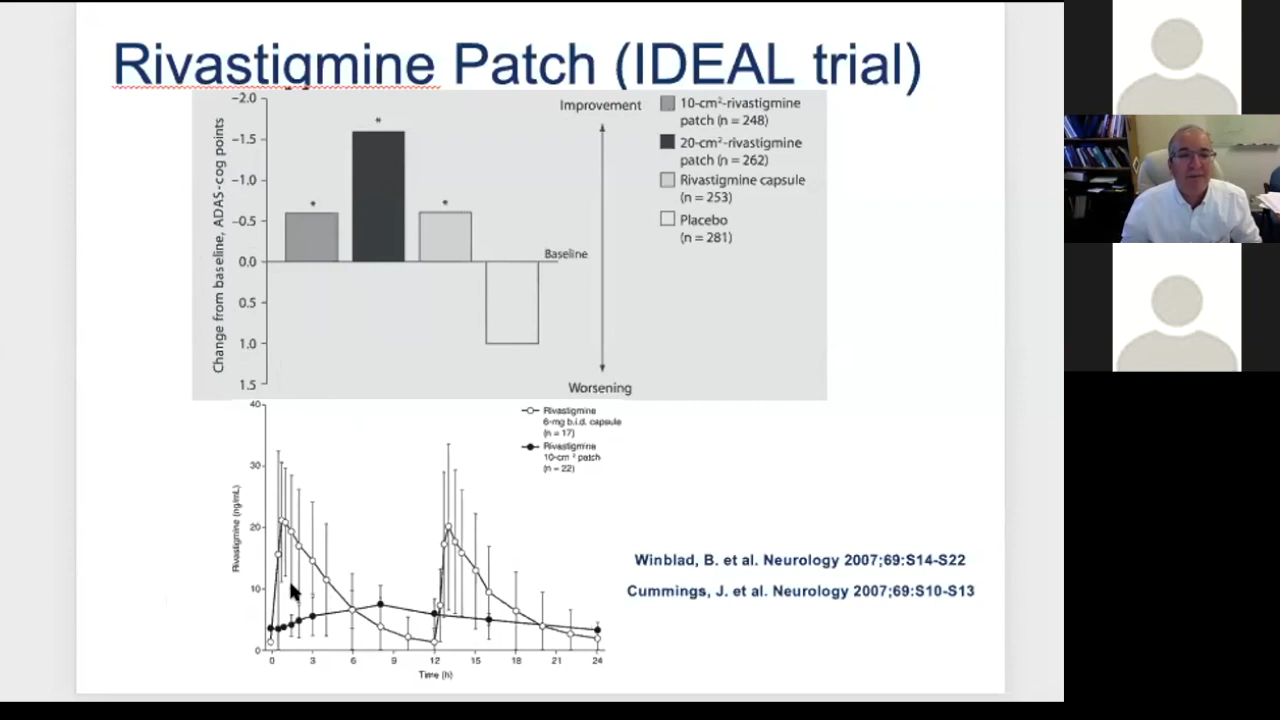 Rivastigmine Patch (IDEAL trial)
Change from baseline, ADAS-cog points
−2.0
−1.5
−1.0
−0.5
0.0
0.5
1.0
1.5
*
*
*
Improvement
Baseline
Worsening
10-cm²-rivastigmine
patch (n = 248)
20-cm²-rivastigmine
patch (n = 262)
Rivastigmine capsule
(n = 253)
Placebo
(n = 281)
Rivastigmine (ng/mL)
40
30
20
10
0
Rivastigmine
6-mg b.i.d. capsule
(n = 17)
Rivastigmine
10-cm² patch
(n = 22)
0 3 6 9 12 15 18 21 24
Time (h)
Winblad, B. et al. Neurology 2007;69:S14-S22
Cummings, J. et al. Neurology 2007;69:S10-S13